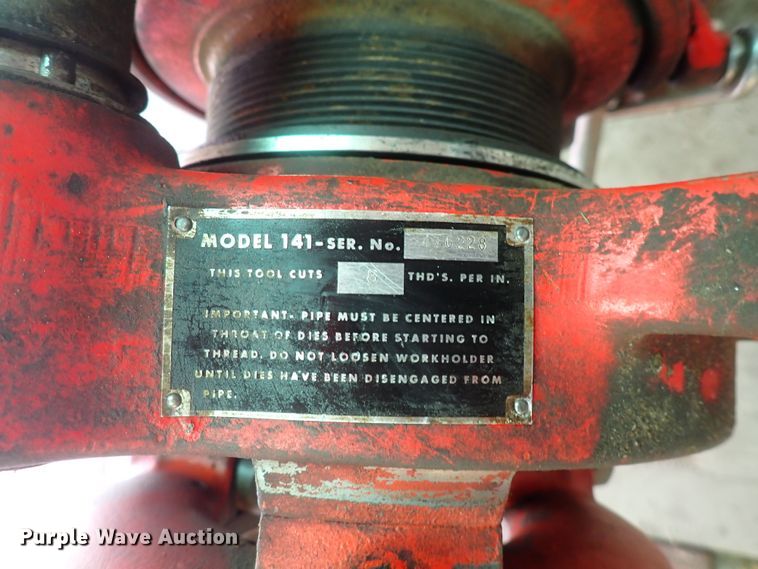 MODEL 141-SER. No.
THIS TOOL CUTS 8 THD'S. PER IN.
IMPORTANT- PIPE MUST BE CENTERED IN
THROAT OF DIES BEFORE STARTING TO
THREAD. DO NOT LOOSEN WORKHOLDER
UNTIL DIES HAVE BEEN DISENGAGED FROM
PIPE.
Purple Wave Auction